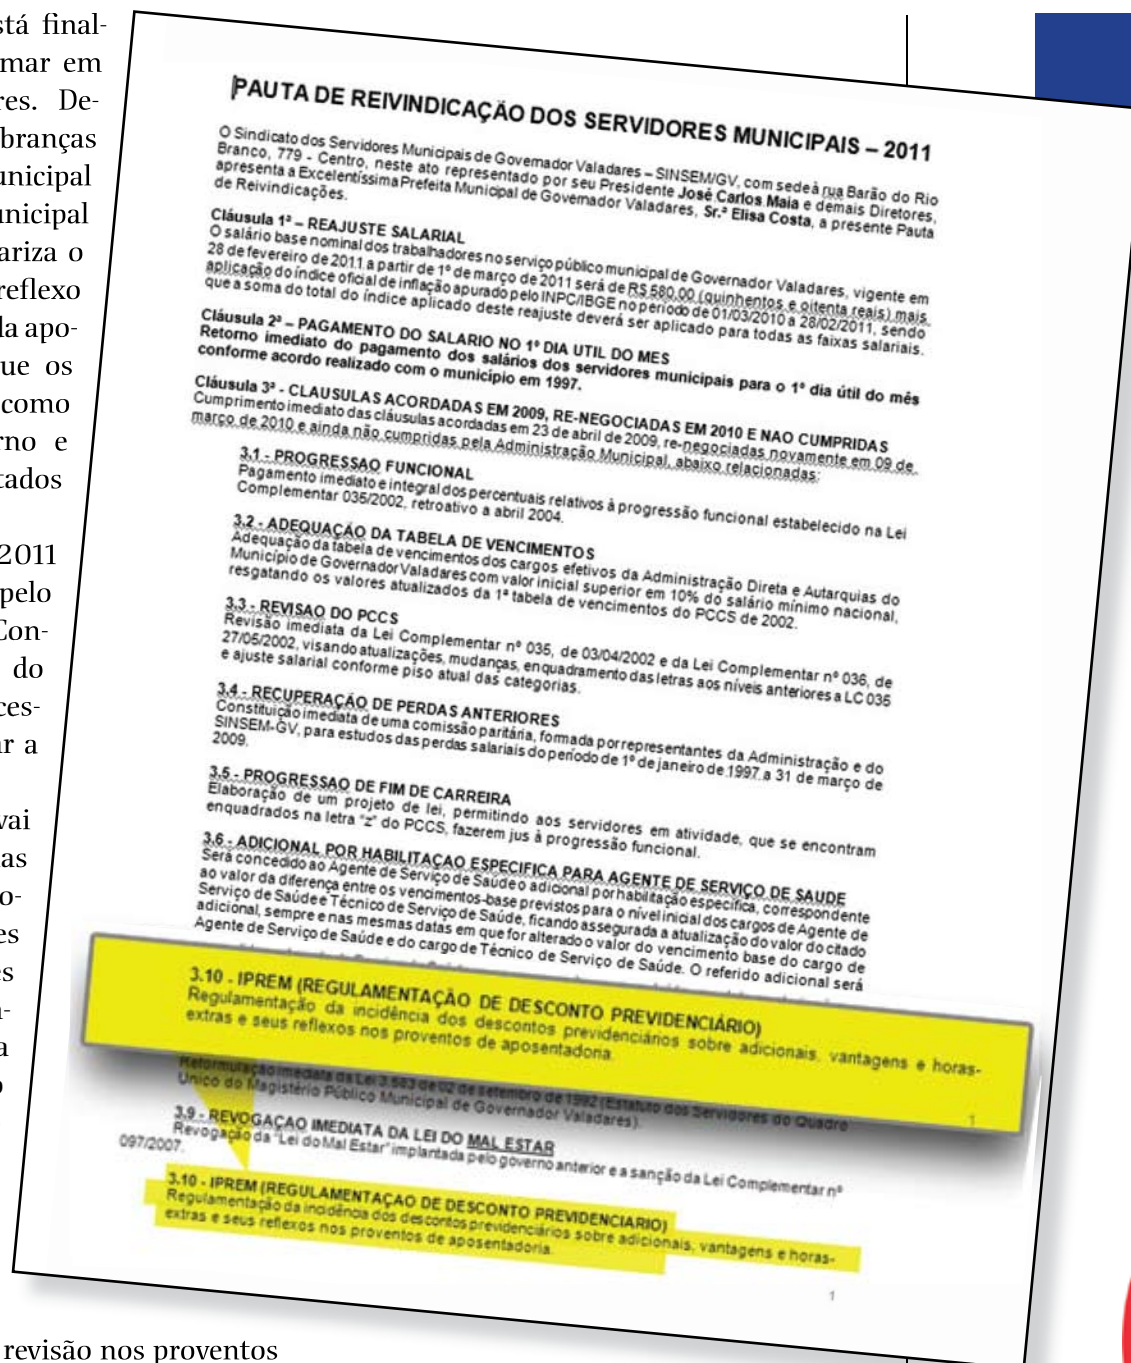 stá final-
mar em
res. De-
branças
unicipal
unicipal
ariza o
reflexo
la apo-
ue os
como
rno e
tados
2011
pelo
Con-
do
ces-
ar a
vai
as
o-
es
es
a
o
revisão nos proventos
PAUTA DE REIVINDICAÇÃO DOS SERVIDORES MUNICIPAIS – 2011
O Sindicato dos Servidores Municipais de Governador Valadares – SINSEM/GV, com sede à rua Barão do Rio
Branco, 779 - Centro, neste ato representado por seu Presidente José Carlos Maia e demais Diretores,
apresenta a Excelentíssima Prefeita Municipal de Governador Valadares, Sr.ª Elisa Costa, a presente Pauta
de Reivindicações.
Cláusula 1ª – REAJUSTE SALARIAL
O salário base nominal dos trabalhadores no serviço público municipal de Governador Valadares, vigente em
28 de fevereiro de 2011 a partir de 1º de março de 2011 será de R$ 580,00 (quinhentos e oitenta reais) mais
aplicação do índice oficial de inflação apurado pelo INPC/IBGE no período de 01/03/2010 a 28/02/2011, sendo
que a soma do total do índice aplicado deste reajuste deverá ser aplicado para todas as faixas salariais.
Cláusula 2ª – PAGAMENTO DO SALARIO NO 1º DIA UTIL DO MES
Retorno imediato do pagamento dos salários dos servidores municipais para o 1º dia útil do mês
conforme acordo realizado com o município em 1997.
Cláusula 3ª - CLAUSULAS ACORDADAS EM 2009, RE-NEGOCIADAS EM 2010 E NAO CUMPRIDAS
Cumprimento imediato das cláusulas acordadas em 23 de abril de 2009, re-negociadas novamente em 09 de
março de 2010 e ainda não cumpridas pela Administração Municipal, abaixo relacionadas:
3.1 - PROGRESSAO FUNCIONAL
Pagamento imediato e integral dos percentuais relativos à progressão funcional estabelecido na Lei
Complementar 035/2002, retroativo a abril 2004.
3.2 - ADEQUAÇÃO DA TABELA DE VENCIMENTOS
Adequação da tabela de vencimentos dos cargos efetivos da Administração Direta e Autarquias do
Município de Governador Valadares com valor inicial superior em 10% do salário mínimo nacional,
resgatando os valores atualizados da 1ª tabela de vencimentos do PCCS de 2002.
3.3 - REVISAO DO PCCS
Revisão imediata da Lei Complementar nº 035, de 03/04/2002 e da Lei Complementar nº 036, de
27/05/2002, visando atualizações, mudanças, enquadramento das letras aos níveis anteriores a LC 035
e ajuste salarial conforme piso atual das categorias.
3.4 - RECUPERAÇÃO DE PERDAS ANTERIORES
Constituição imediata de uma comissão paritária, formada por representantes da Administração e do
SINSEM-GV, para estudos das perdas salariais do período de 1º de janeiro de 1997 a 31 de março de
2009.
3.5 - PROGRESSAO DE FIM DE CARREIRA
Elaboração de um projeto de lei, permitindo aos servidores em atividade, que se encontram
enquadrados na letra "z" do PCCS, fazerem jus à progressão funcional.
3.6 - ADICIONAL POR HABILITAÇAO ESPECIFICA PARA AGENTE DE SERVIÇO DE SAUDE
Será concedido ao Agente de Serviço de Saúde o adicional por habilitação específica, correspondente
ao valor da diferença entre os vencimentos-base previstos para o nível inicial dos cargos de Agente de
Serviço de Saúde e Técnico de Serviço de Saúde, ficando assegurada a atualização do valor do citado
adicional, sempre e nas mesmas datas em que for alterado o valor do vencimento base do cargo de
Agente de Serviço de Saúde e do cargo de Técnico de Serviço de Saúde. O referido adicional será
3.10 - IPREM (REGULAMENTAÇÃO DE DESCONTO PREVIDENCIÁRIO)
Regulamentação da incidência dos descontos previdenciários sobre adicionais, vantagens e horas-
extras e seus reflexos nos proventos de aposentadoria.
1
Reformulação imediata da Lei 3.583 de 02 de setembro de 1992 (Estatuto dos Servidores do Quadro
Único do Magistério Público Municipal de Governador Valadares).
3.9 - REVOGAÇAO IMEDIATA DA LEI DO MAL ESTAR
Revogação da "Lei do Mal Estar" implantada pelo governo anterior e a sanção da Lei Complementar nº
097/2007.
3.10 - IPREM (REGULAMENTAÇAO DE DESCONTO PREVIDENCIARIO)
Regulamentação da incidência dos descontos previdenciários sobre adicionais, vantagens e horas-
extras e seus reflexos nos proventos de aposentadoria.
1